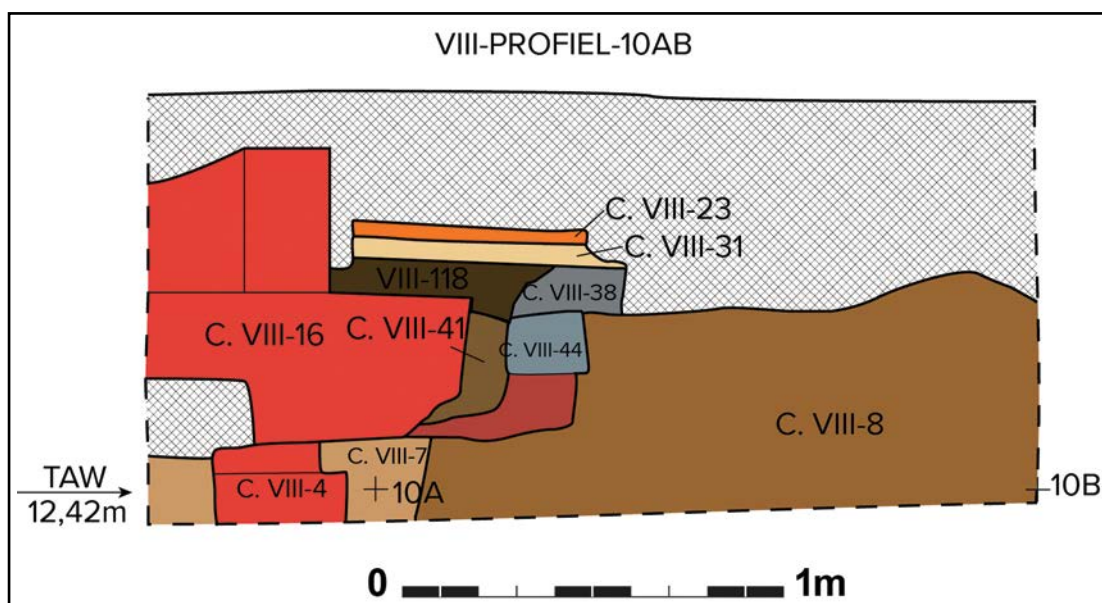 VIII-PROFIEL-10AB
C. VIII-23
C. VIII-31
VIII-118
C. VIII-38
C. VIII-16
C. VIII-41
C. VIII-44
C. VIII-8
C. VIII-7
TAW
C. VIII-4
10A
10B
12,42m
0
1m